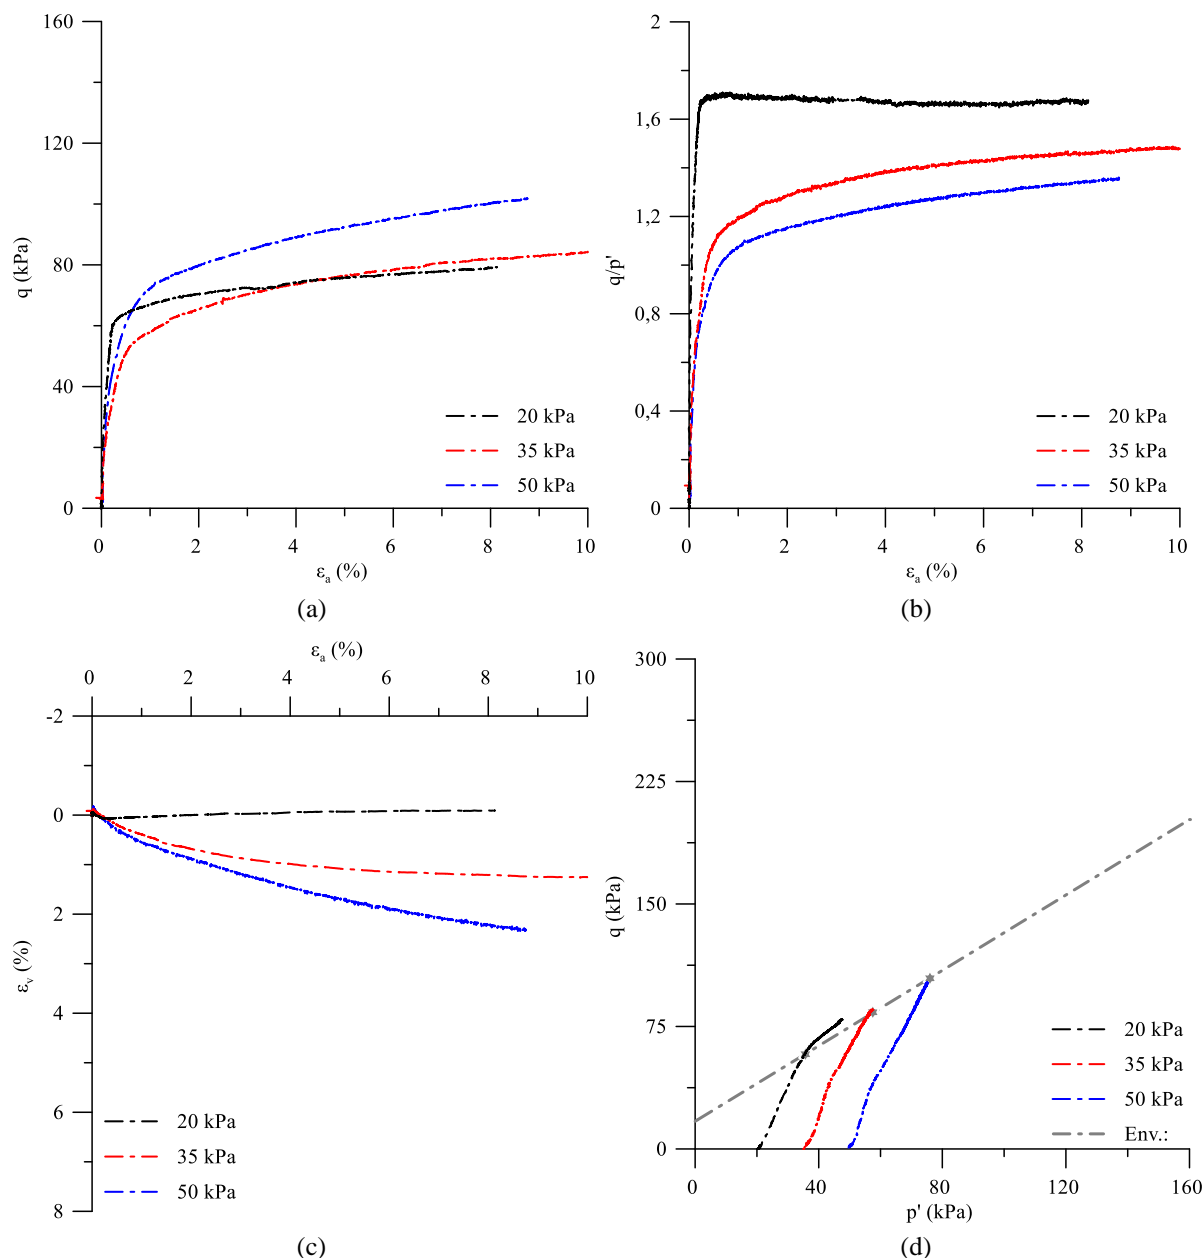 160
120
80
40
0
q (kPa)
20 kPa
35 kPa
50 kPa
0
2
4
6
8
10
εa (%)
(a)
2
1,6
1,2
0,8
0,4
0
q/p'
20 kPa
35 kPa
50 kPa
0
2
4
6
8
10
εa (%)
(b)
εa (%)
0
2
4
6
8
10
-2
0
2
4
6
8
εv (%)
20 kPa
35 kPa
50 kPa
(c)
300
225
150
75
0
q (kPa)
20 kPa
35 kPa
50 kPa
Env.:
0
40
80
120
160
p' (kPa)
(d)